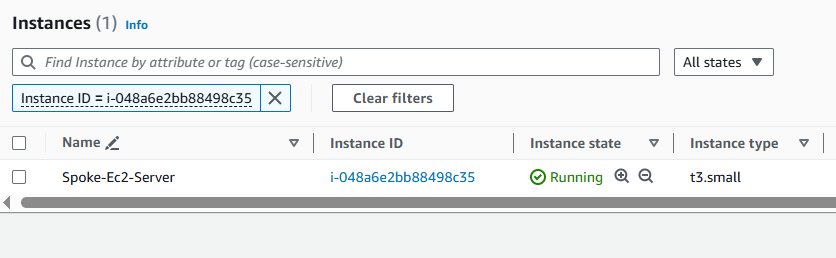 Instances (1) Info
Find Instance by attribute or tag (case-sensitive) All states
Instance ID = i-048a6e2bb88498c35 Clear filters
Name Instance ID Instance state Instance type
Spoke-Ec2-Server i-048a6e2bb88498c35 Running t3.small